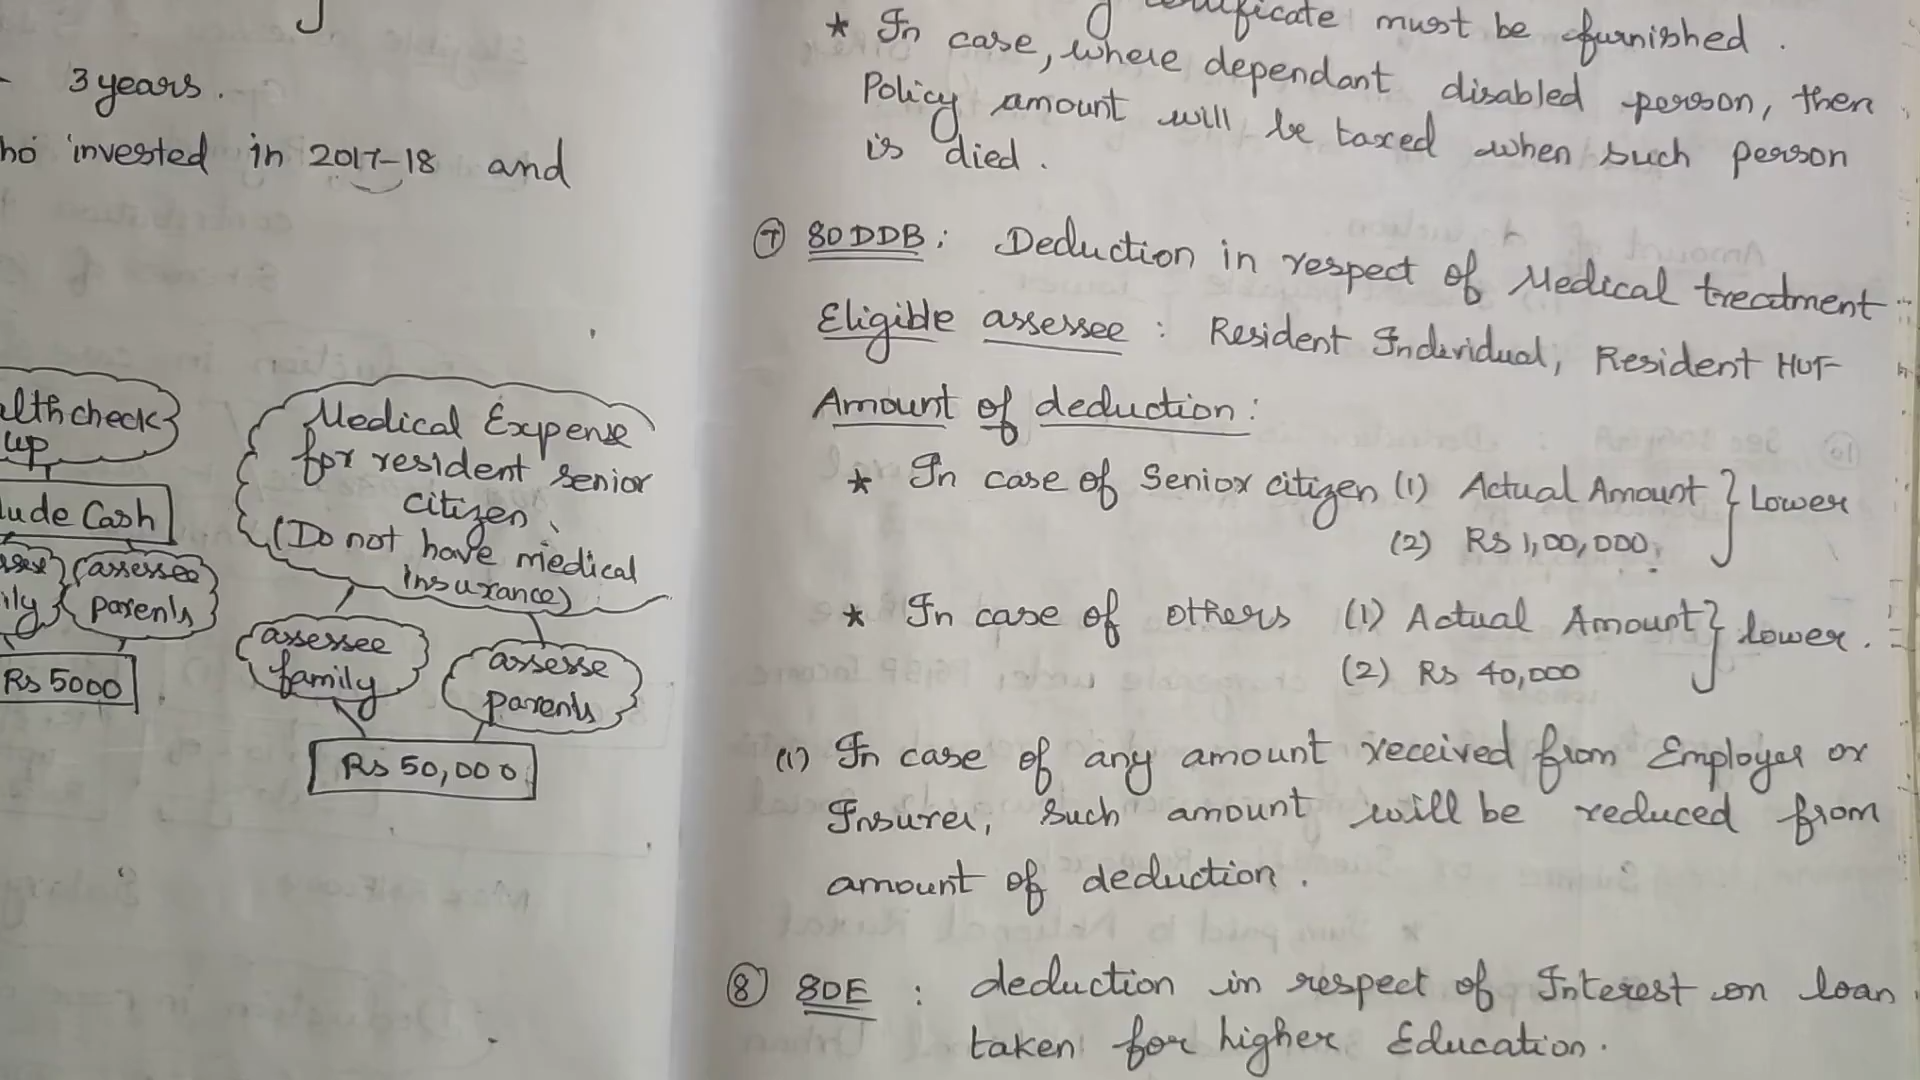 3 years.
invested in 2017-18 and
check
up
Cash
assessee
parents
Rs 5000
Medical Expense
for resident senior
citizen
(Do not have medical
insurance)
assessee
family
assesse
parents
Rs 50,000
must be furnished.
* In case, where dependant disabled person, then
Policy amount will be taxed when such person
is died.
⑦ 80DDB: Deduction in respect of Medical treatment
Eligible assessee: Resident Individual, Resident HUF
Amount of deduction:
* In case of Senior citizen (1) Actual Amount } Lower
(2) Rs 1,00,000
* In case of others (1) Actual Amount } lower.
(2) Rs 40,000
(1) In case of any amount received from Employer or
Insurer, such amount will be reduced from
amount of deduction.
⑧ 80E: deduction in respect of Interest on loan
taken for higher Education.